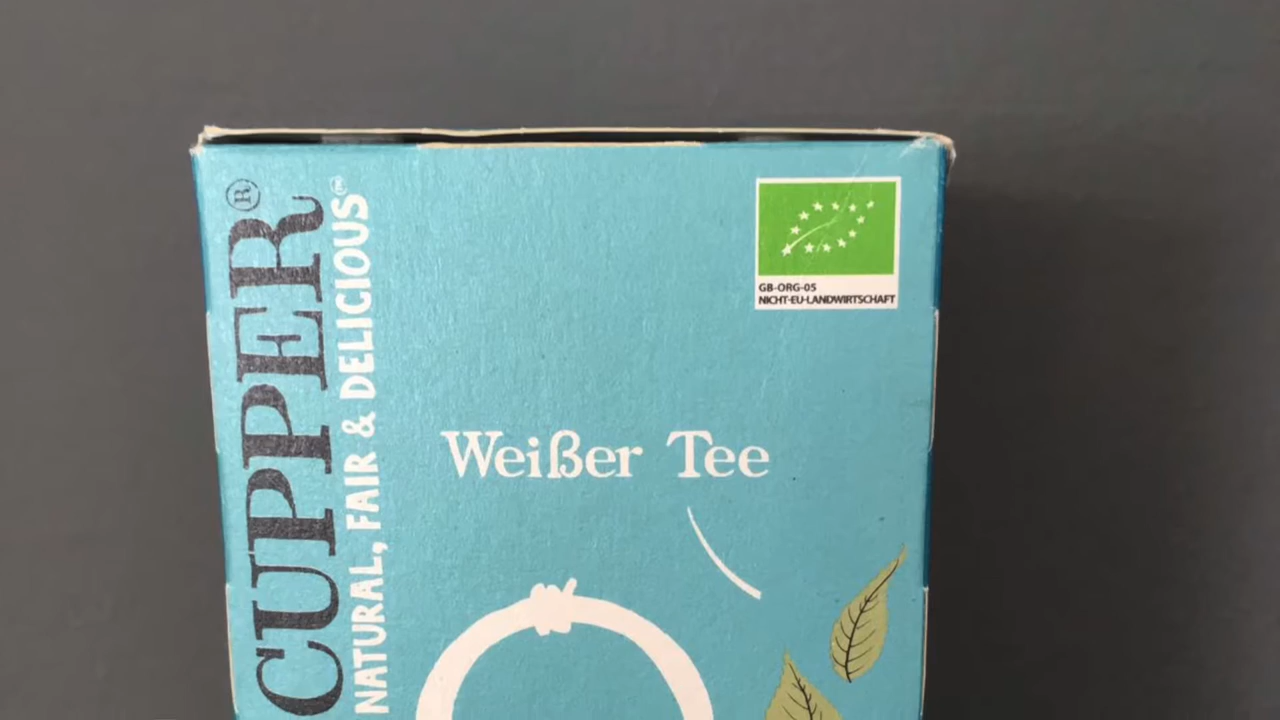 CUPPER®
NATURAL, FAIR & DELICIOUS
GB-ORG-05
NICHT-EU-LANDWIRTSCHAFT
Weißer Tee